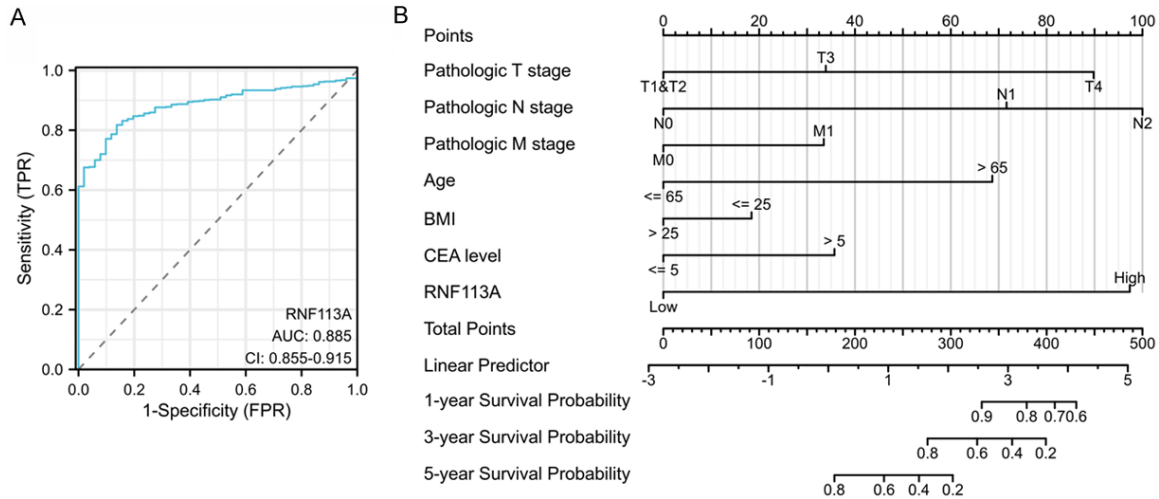 A
1.0
0.8
0.6
0.4
0.2
0.0
Sensitivity (TPR)
RNF113A
AUC: 0.885
CI: 0.855-0.915
0.0 0.2 0.4 0.6 0.8 1.0
1-Specificity (FPR)
B
0 20 40 60 80 100
Points
T3
Pathologic T stage
T1&T2 T4
N1
Pathologic N stage
N0 N2
M1
Pathologic M stage
M0
> 65
Age
<= 65
<= 25
BMI
> 25
> 5
CEA level
<= 5
High
RNF113A
Low
Total Points
0 100 200 300 400 500
Linear Predictor
-3 -1 1 3 5
1-year Survival Probability
0.9 0.8 0.70.6
3-year Survival Probability
0.8 0.6 0.4 0.2
5-year Survival Probability
0.8 0.6 0.4 0.2